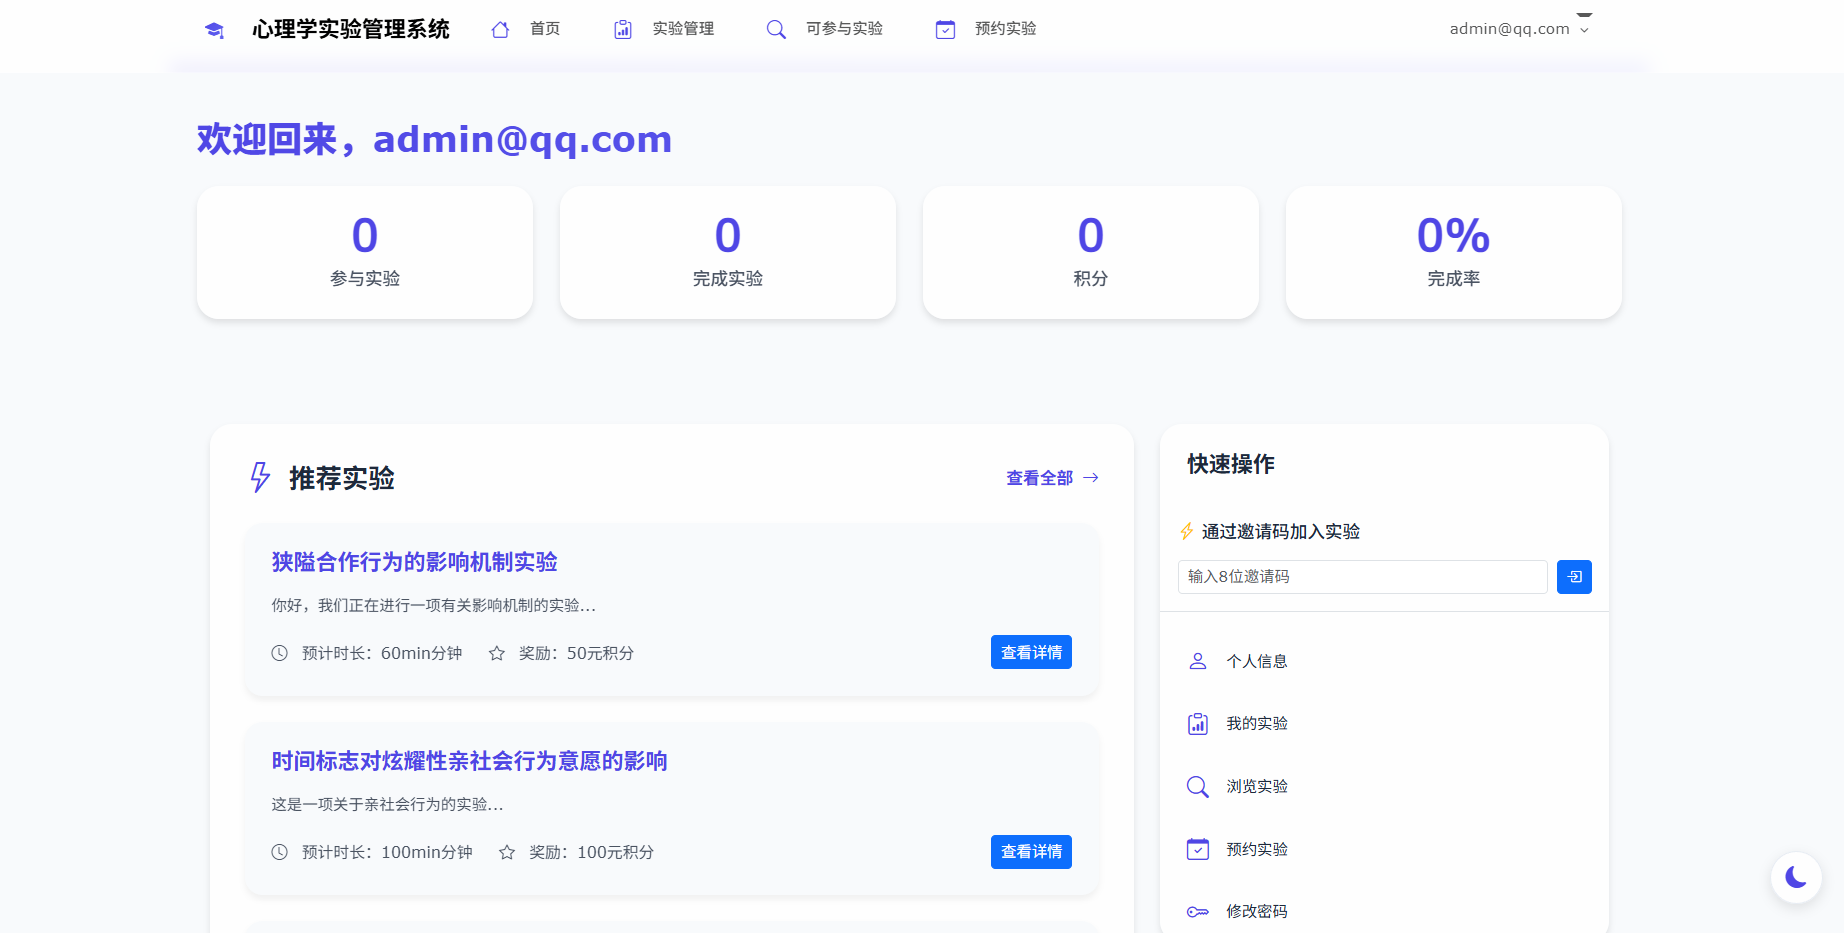 心理学实验管理系统 首页 实验管理 可参与实验 预约实验 admin@qq.com
欢迎回来，admin@qq.com
0 0 0 0%
参与实验 完成实验 积分 完成率
推荐实验 查看全部
狭隘合作行为的影响机制实验
你好，我们正在进行一项有关影响机制的实验...
预计时长：60min分钟 奖励：50元积分 查看详情
时间标志对炫耀性亲社会行为意愿的影响
这是一项关于亲社会行为的实验...
预计时长：100min分钟 奖励：100元积分 查看详情
快速操作
通过邀请码加入实验
输入8位邀请码
个人信息
我的实验
浏览实验
预约实验
修改密码